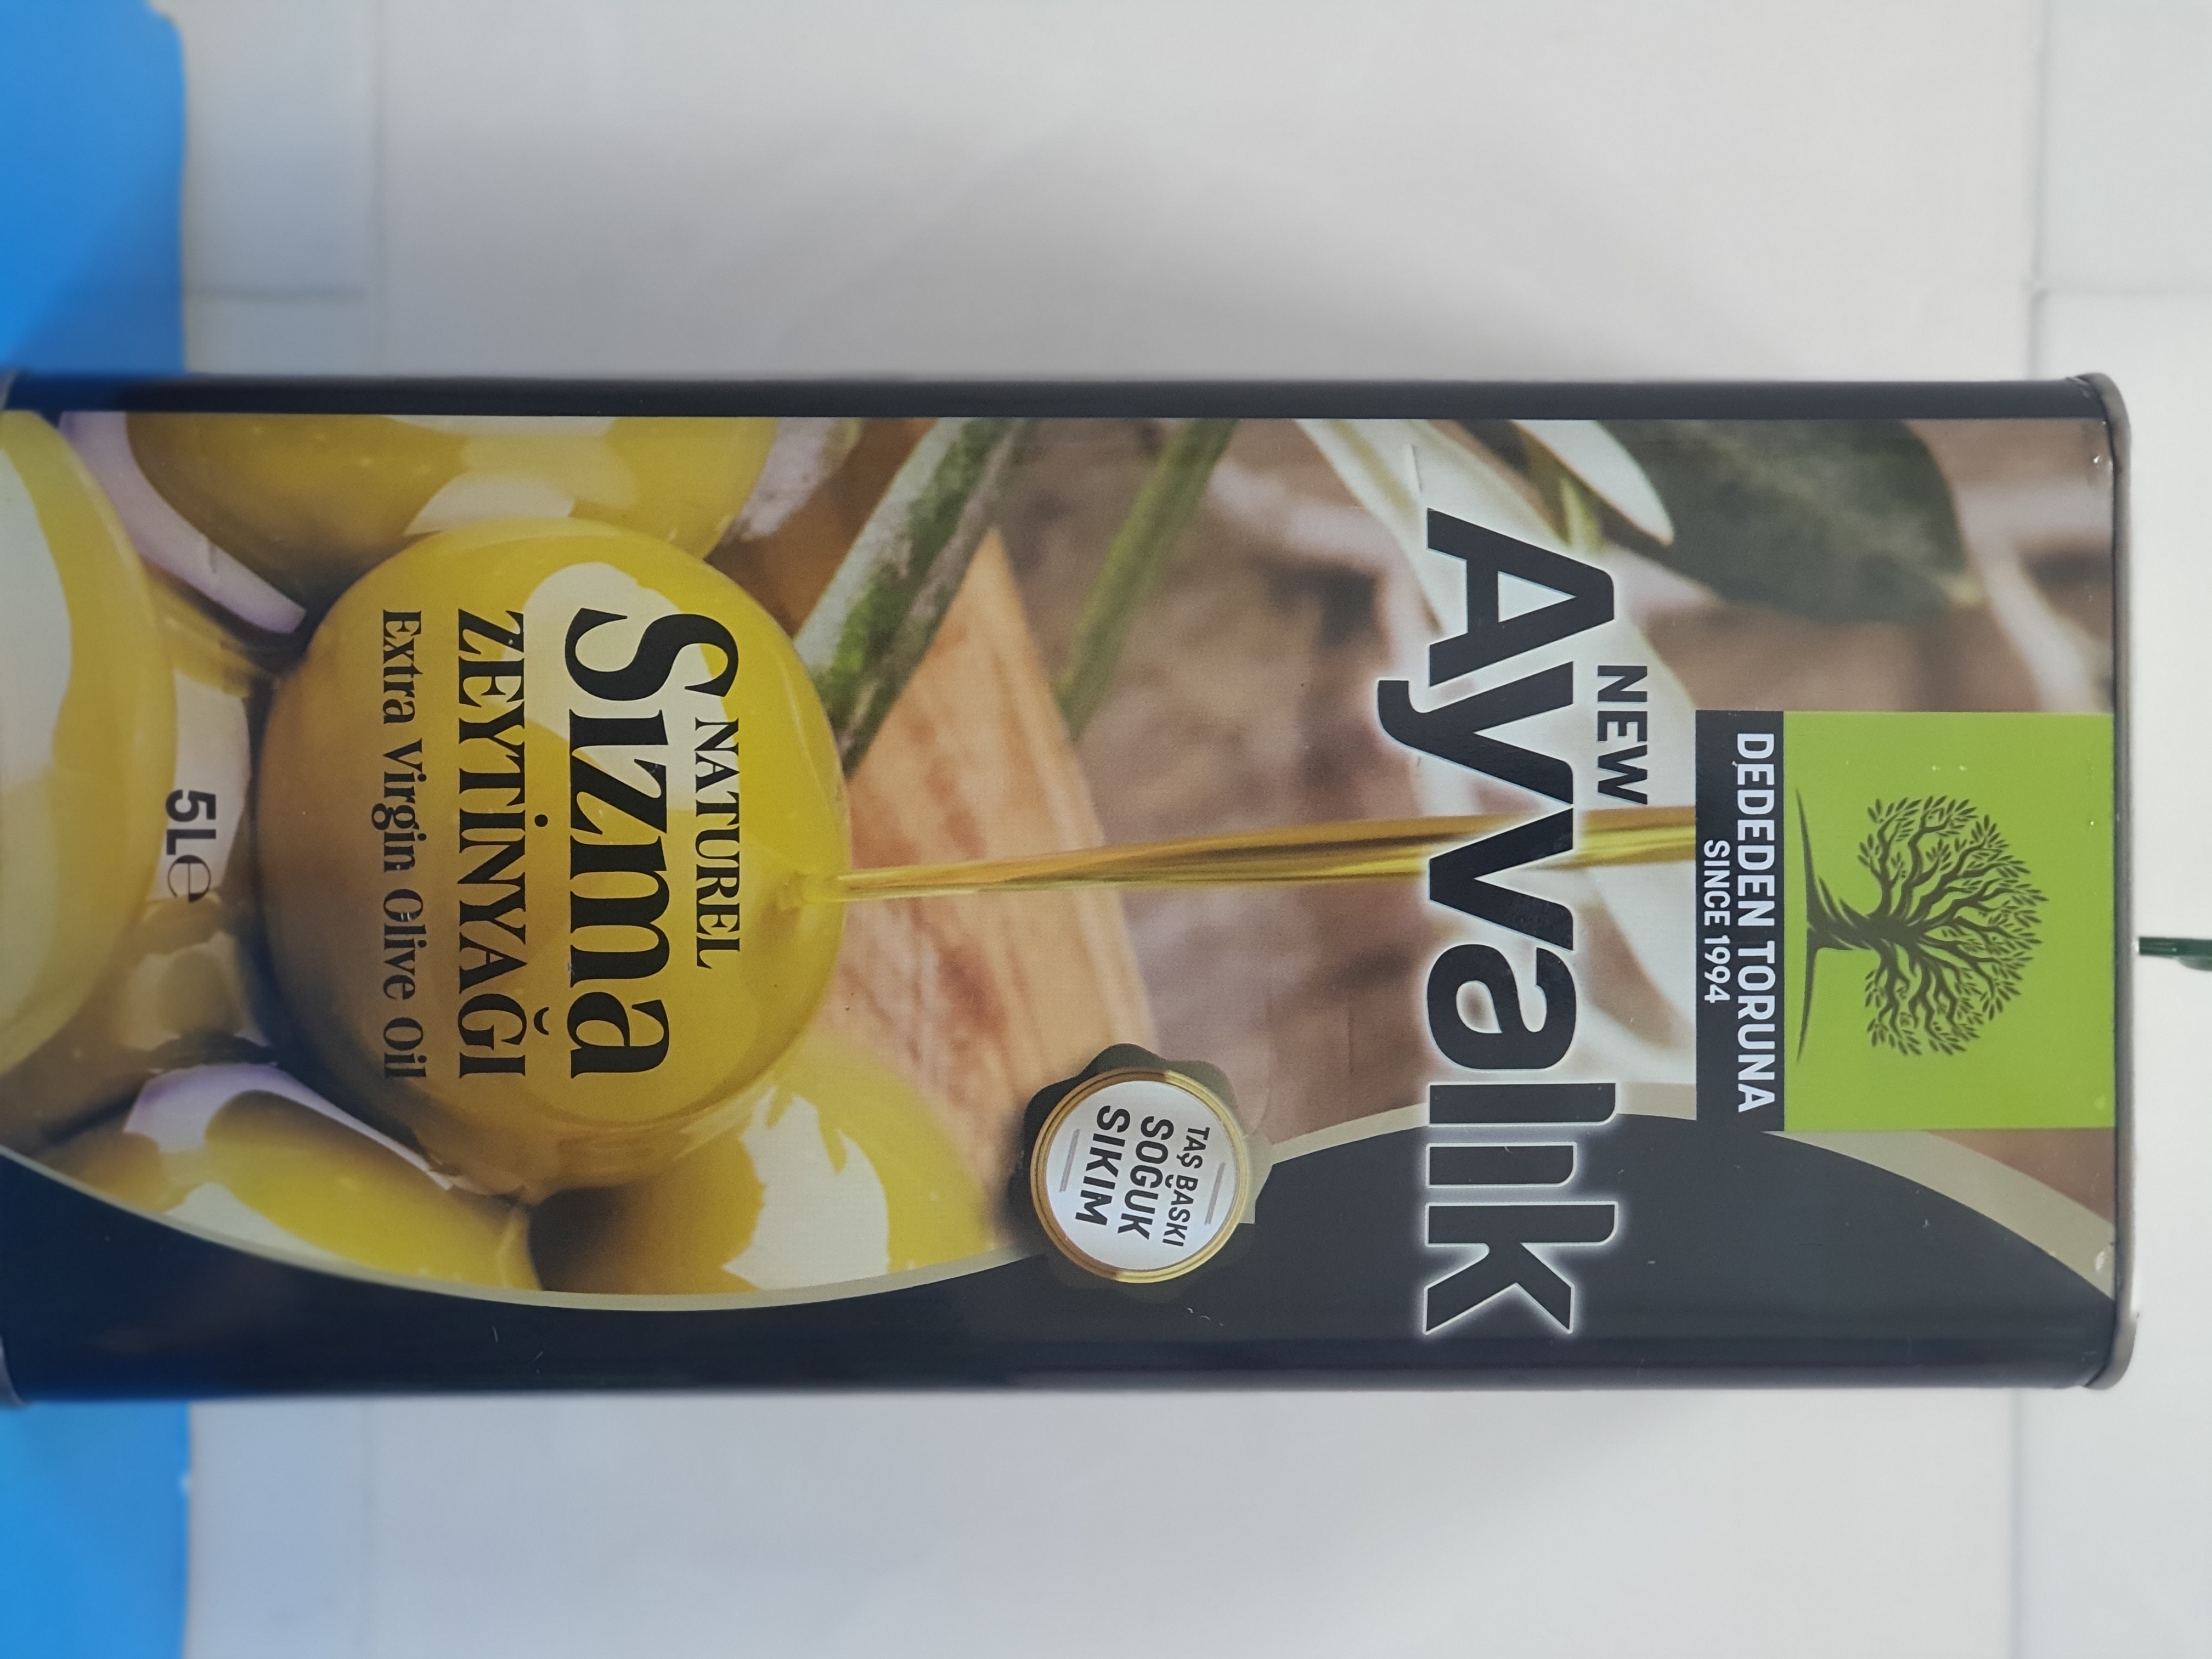 DEDEDEN TORUNA
SINCE 1994
NEW
Ayvalık
TAŞ BASKI
SOĞUK
SIKIM
NATUREL
Sızma
ZEYTİNYAĞI
Extra Virgin Olive Oil
5L℮